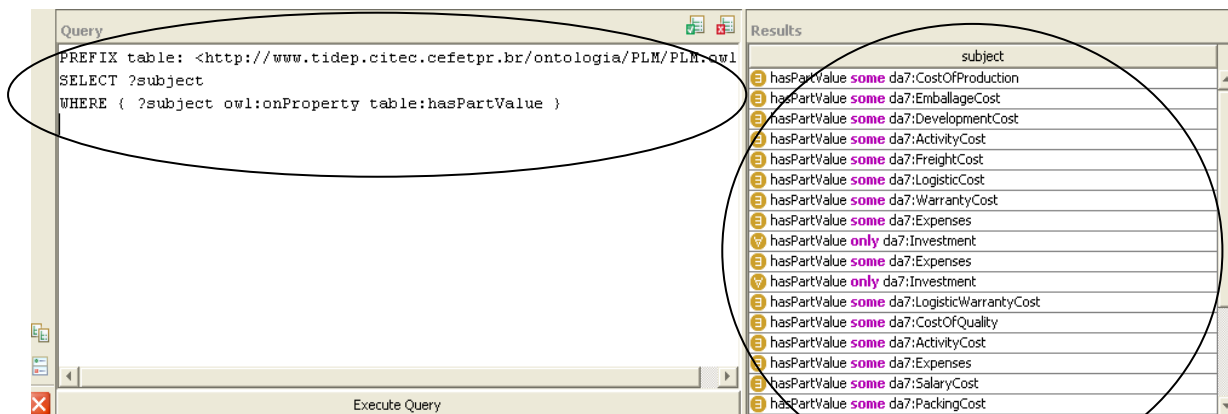 Query
PREFIX table: <http://www.tidep.citec.cefetpr.br/ontologia/PLM/PLM.owl
SELECT ?subject
WHERE { ?subject owl:onProperty table:hasPartValue }
Execute Query
Results
subject
hasPartValue some da7:CostOfProduction
hasPartValue some da7:EmballageCost
hasPartValue some da7:DevelopmentCost
hasPartValue some da7:ActivityCost
hasPartValue some da7:FreightCost
hasPartValue some da7:LogisticCost
hasPartValue some da7:WarrantyCost
hasPartValue some da7:Expenses
hasPartValue only da7:Investment
hasPartValue some da7:Expenses
hasPartValue only da7:Investment
hasPartValue some da7:LogisticWarrantyCost
hasPartValue some da7:CostOfQuality
hasPartValue some da7:ActivityCost
hasPartValue some da7:Expenses
hasPartValue some da7:SalaryCost
hasPartValue some da7:PackingCost